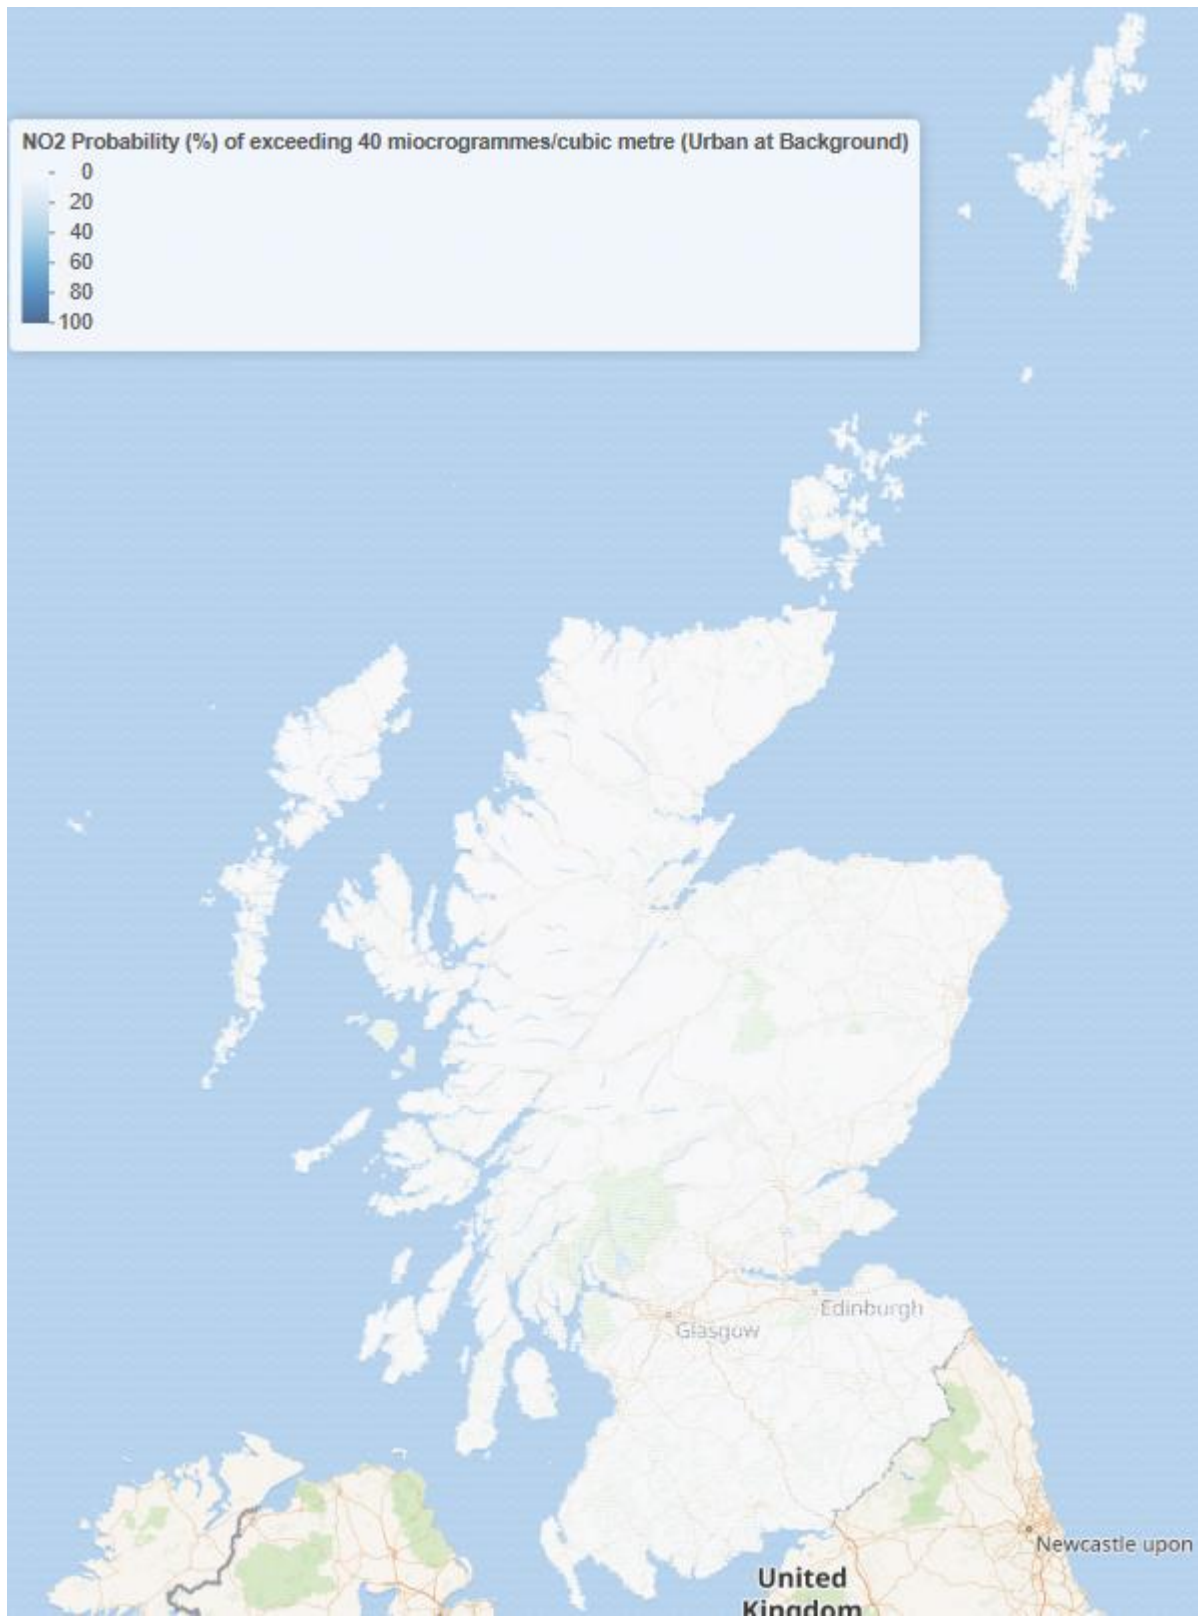 NO2 Probability (%) of exceeding 40 miocrogrammes/cubic metre (Urban at Background)
0
20
40
60
80
100
Edinburgh
Glasgow
Newcastle upon
United
Kingdom